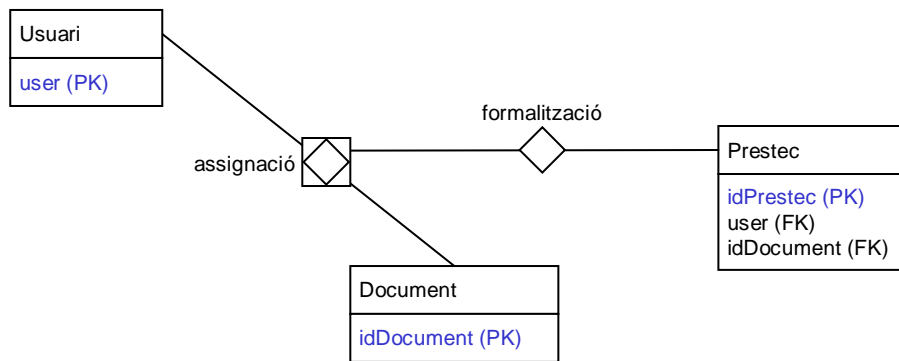 Usuari
user (PK)
formalització
assignació
Prestec
idPrestec (PK)
user (FK)
idDocument (FK)
Document
idDocument (PK)